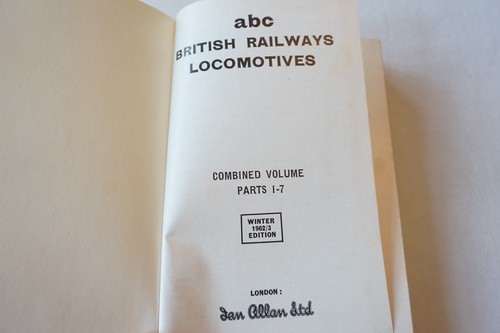 abc
BRITISH RAILWAYS
LOCOMOTIVES
COMBINED VOLUME
PARTS 1-7
WINTER
1962/3
EDITION
LONDON:
Ian Allan Ltd